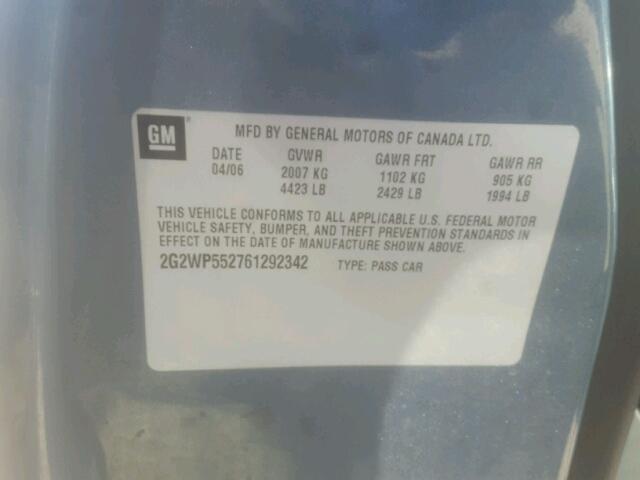 GM®
MFD BY GENERAL MOTORS OF CANADA LTD.
DATE GVWR GAWR FRT GAWR RR
04/06 2007 KG 1102 KG 905 KG
4423 LB 2429 LB 1994 LB
THIS VEHICLE CONFORMS TO ALL APPLICABLE U.S. FEDERAL MOTOR
VEHICLE SAFETY, BUMPER, AND THEFT PREVENTION STANDARDS IN
EFFECT ON THE DATE OF MANUFACTURE SHOWN ABOVE.
2G2WP552761292342 TYPE: PASS CAR